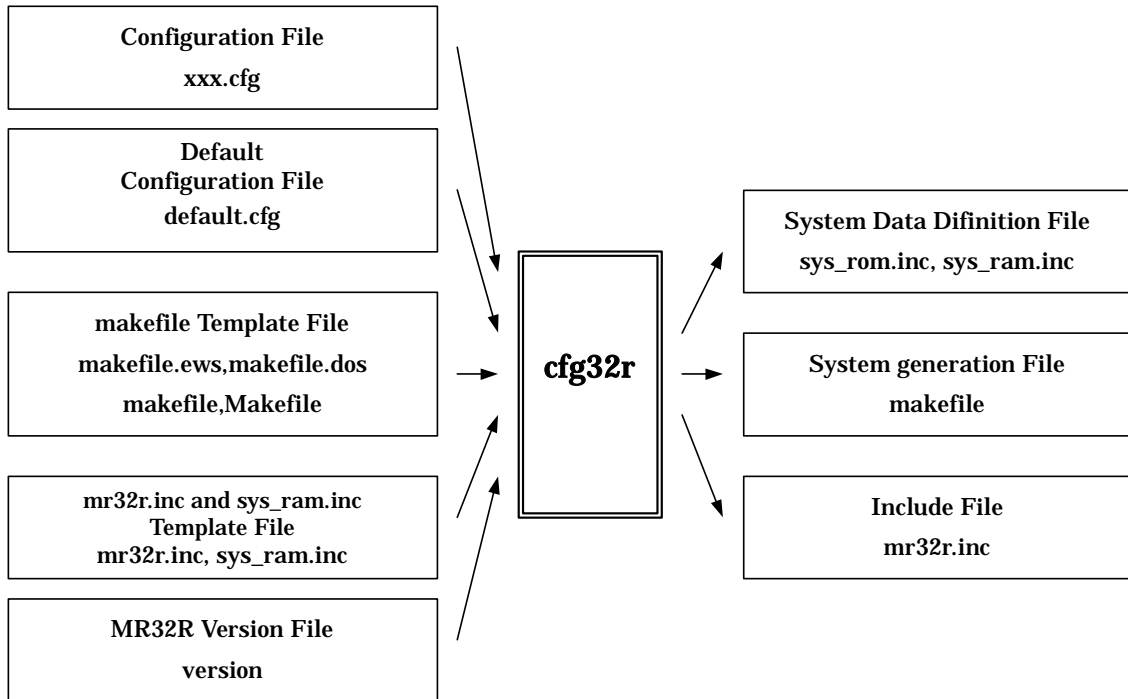 Configuration File
xxx.cfg
Default
Configuration File
default.cfg
makefile Template File
makefile.ews,makefile.dos
makefile,Makefile
mr32r.inc and sys_ram.inc
Template File
mr32r.inc, sys_ram.inc
MR32R Version File
version
cfg32r
System Data Difinition File
sys_rom.inc, sys_ram.inc
System generation File
makefile
Include File
mr32r.inc